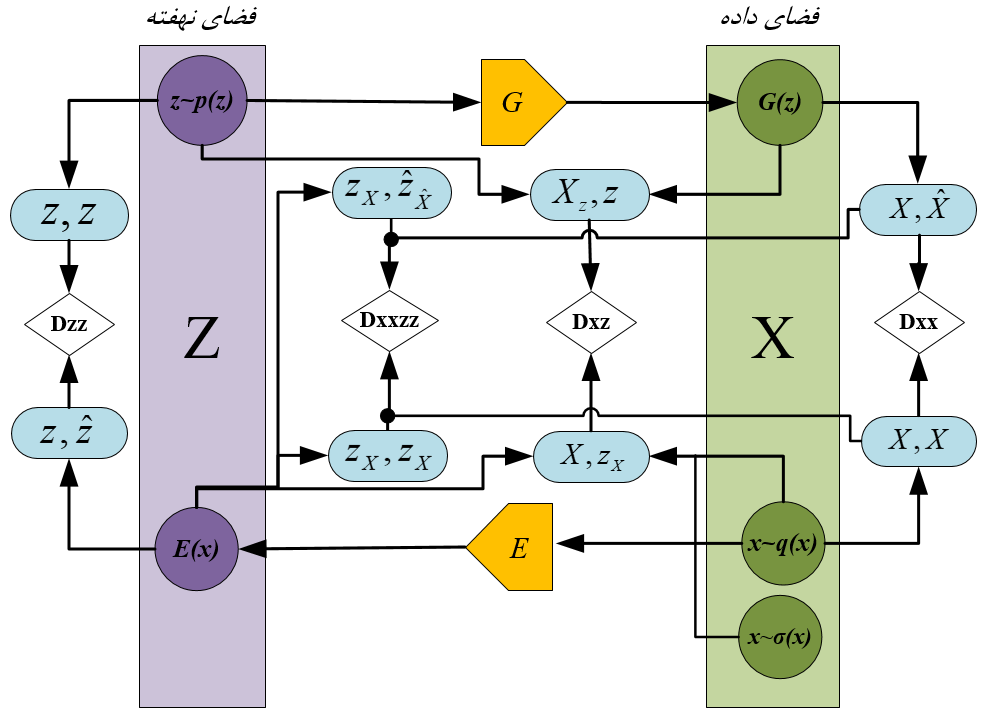 فضای نهفته
فضای داده
z~p(z)
G
G(z)
z_X , ẑ_X̂
X_z , z
z , z
X , X̂
Dzz
Z
Dxxzz
Dxz
X
Dxx
z , ẑ
z_X , z_X
X , z_X
X , X
E(x)
E
x~q(x)
x~σ(x)